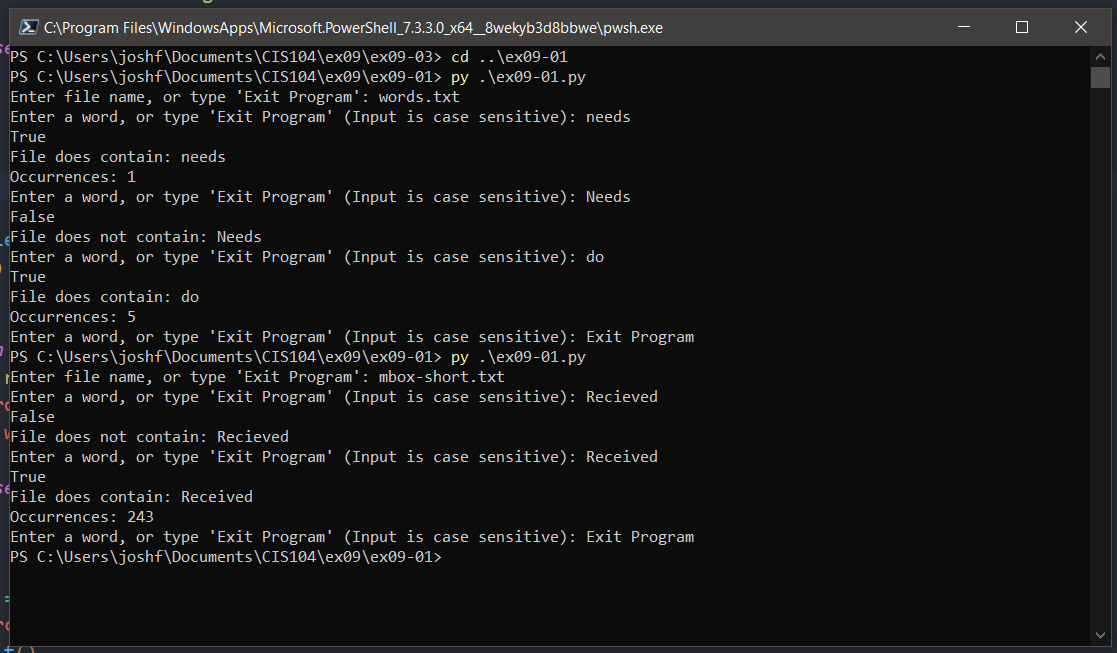 C:\Program Files\WindowsApps\Microsoft.PowerShell_7.3.3.0_x64__8wekyb3d8bbwe\pwsh.exe
PS C:\Users\joshf\Documents\CIS104\ex09\ex09-03> cd ..\ex09-01
PS C:\Users\joshf\Documents\CIS104\ex09\ex09-01> py .\ex09-01.py
Enter file name, or type 'Exit Program': words.txt
Enter a word, or type 'Exit Program' (Input is case sensitive): needs
True
File does contain: needs
Occurrences: 1
Enter a word, or type 'Exit Program' (Input is case sensitive): Needs
False
File does not contain: Needs
Enter a word, or type 'Exit Program' (Input is case sensitive): do
True
File does contain: do
Occurrences: 5
Enter a word, or type 'Exit Program' (Input is case sensitive): Exit Program
PS C:\Users\joshf\Documents\CIS104\ex09\ex09-01> py .\ex09-01.py
Enter file name, or type 'Exit Program': mbox-short.txt
Enter a word, or type 'Exit Program' (Input is case sensitive): Recieved
False
File does not contain: Recieved
Enter a word, or type 'Exit Program' (Input is case sensitive): Received
True
File does contain: Received
Occurrences: 243
Enter a word, or type 'Exit Program' (Input is case sensitive): Exit Program
PS C:\Users\joshf\Documents\CIS104\ex09\ex09-01>